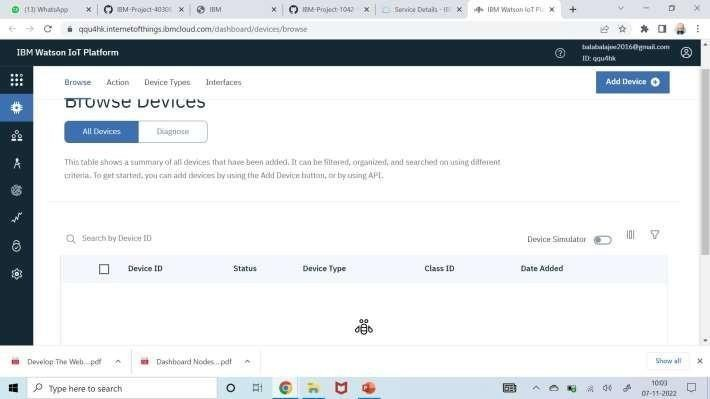 (13) WhatsApp
IBM-Project-4030
IBM
IBM-Project-1042
Service Details - IB
IBM Watson IoT Pl
qqu4hk.internetofthings.ibmcloud.com/dashboard/devices/browse
IBM Watson IoT Platform
balabalajee2016@gmail.com
ID: qqu4hk
Browse
Action
Device Types
Interfaces
Add Device
Browse Devices
All Devices
Diagnose
This table shows a summary of all devices that have been added. It can be filtered, organized, and searched on using different
criteria. To get started, you can add devices by using the Add Device button, or by using API.
Search by Device ID
Device Simulator
Device ID
Status
Device Type
Class ID
Date Added
Develop The Web...pdf
Dashboard Nodes...pdf
Show all
Type here to search
10:03
07-11-2022